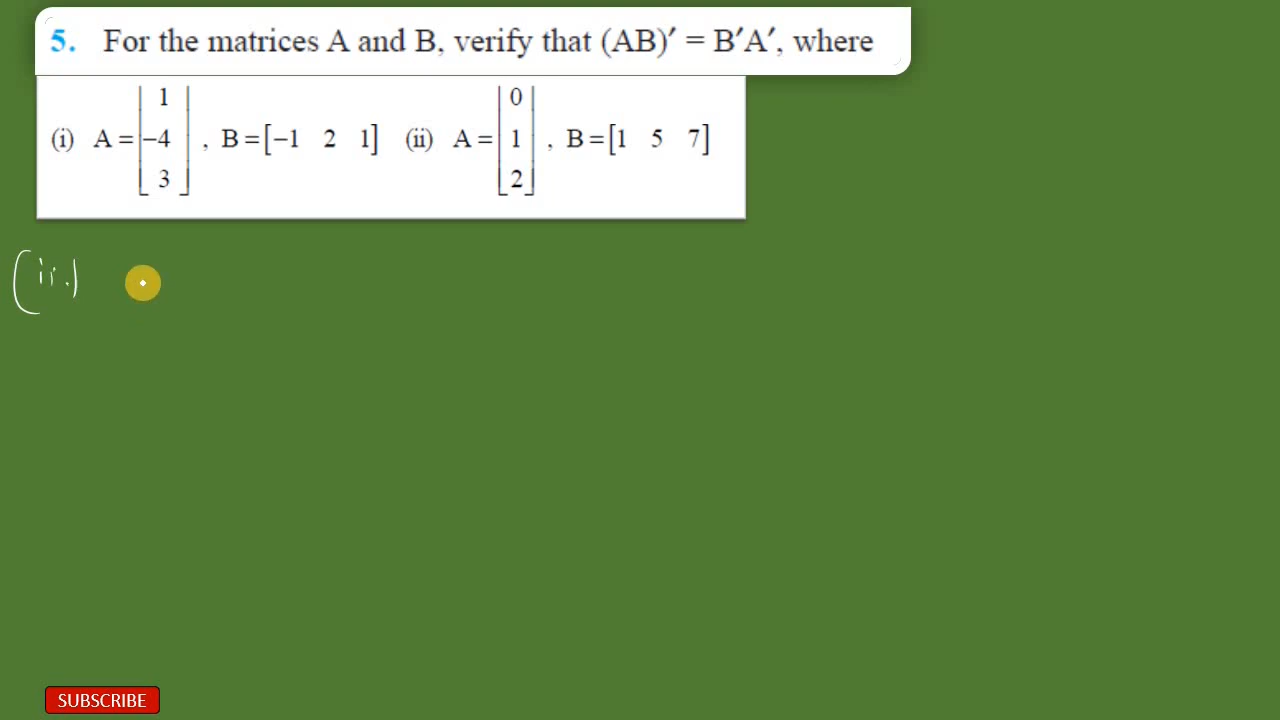 5. For the matrices A and B, verify that (AB)′ = B′A′, where
(i) A = [1 −4 3] , B = [−1 2 1] (ii) A = [0 1 2] , B = [1 5 7]
(ii.)
SUBSCRIBE